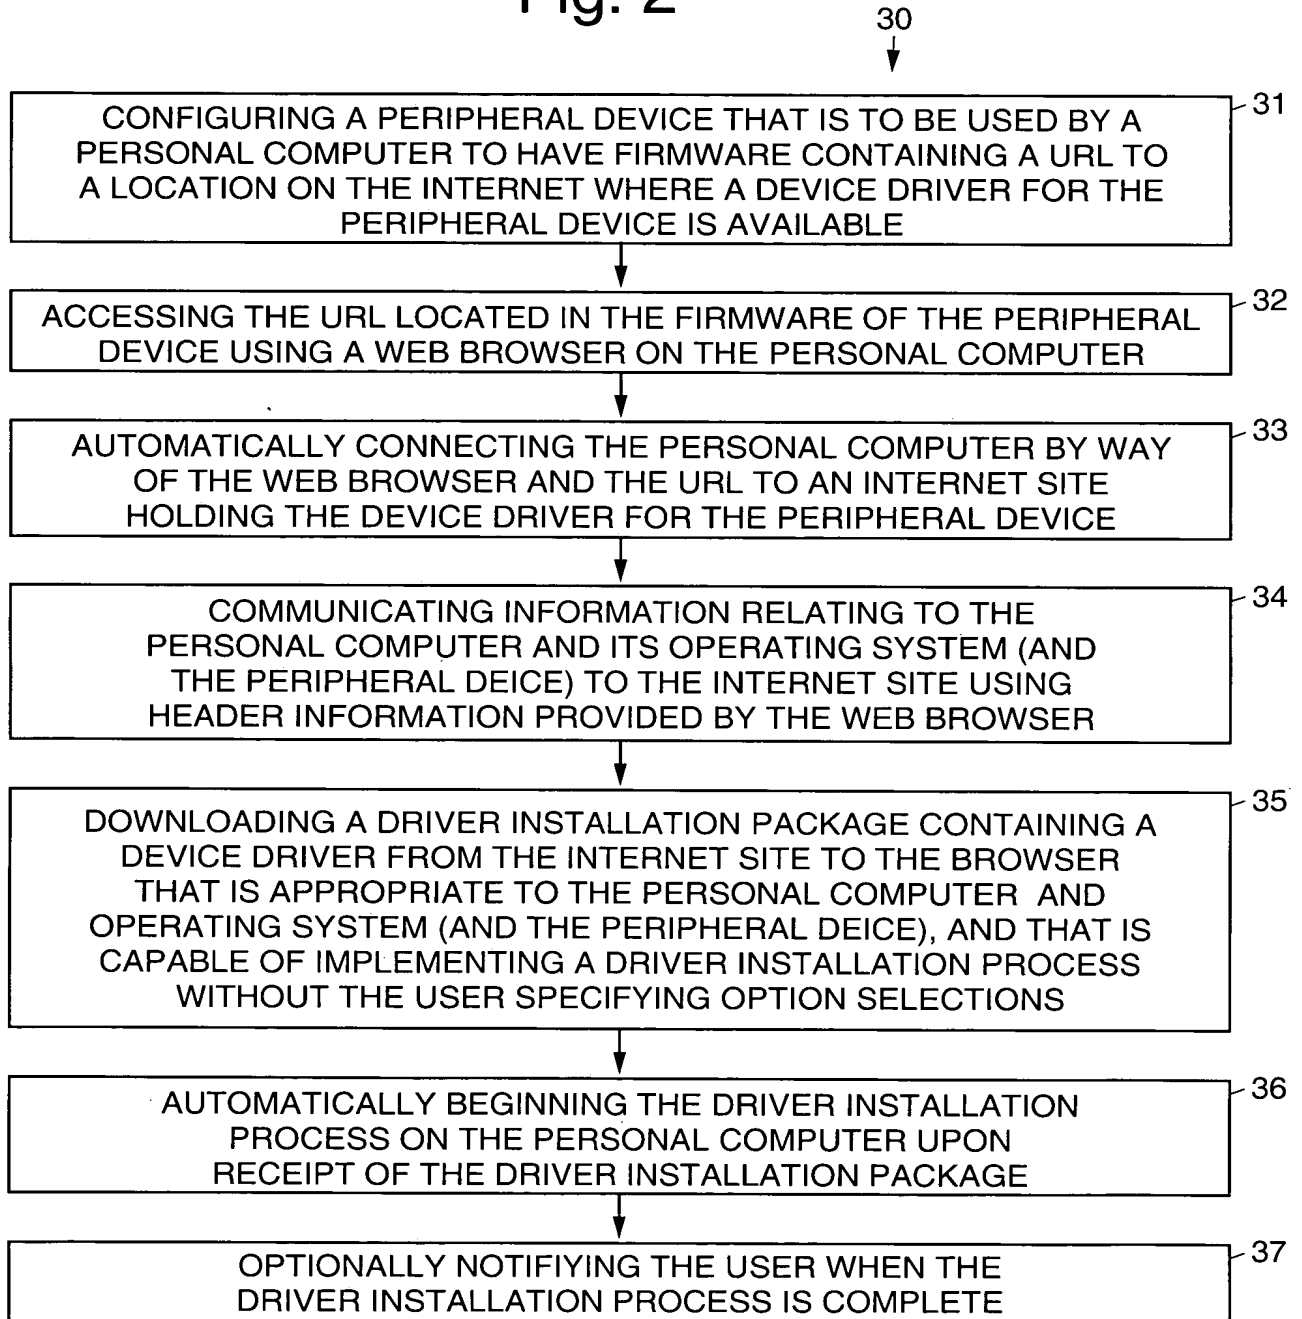 Fig. 2
30
31
CONFIGURING A PERIPHERAL DEVICE THAT IS TO BE USED BY A
PERSONAL COMPUTER TO HAVE FIRMWARE CONTAINING A URL TO
A LOCATION ON THE INTERNET WHERE A DEVICE DRIVER FOR THE
PERIPHERAL DEVICE IS AVAILABLE
32
ACCESSING THE URL LOCATED IN THE FIRMWARE OF THE PERIPHERAL
DEVICE USING A WEB BROWSER ON THE PERSONAL COMPUTER
33
AUTOMATICALLY CONNECTING THE PERSONAL COMPUTER BY WAY
OF THE WEB BROWSER AND THE URL TO AN INTERNET SITE
HOLDING THE DEVICE DRIVER FOR THE PERIPHERAL DEVICE
34
COMMUNICATING INFORMATION RELATING TO THE
PERSONAL COMPUTER AND ITS OPERATING SYSTEM (AND
THE PERIPHERAL DEICE) TO THE INTERNET SITE USING
HEADER INFORMATION PROVIDED BY THE WEB BROWSER
35
DOWNLOADING A DRIVER INSTALLATION PACKAGE CONTAINING A
DEVICE DRIVER FROM THE INTERNET SITE TO THE BROWSER
THAT IS APPROPRIATE TO THE PERSONAL COMPUTER AND
OPERATING SYSTEM (AND THE PERIPHERAL DEICE), AND THAT IS
CAPABLE OF IMPLEMENTING A DRIVER INSTALLATION PROCESS
WITHOUT THE USER SPECIFYING OPTION SELECTIONS
36
AUTOMATICALLY BEGINNING THE DRIVER INSTALLATION
PROCESS ON THE PERSONAL COMPUTER UPON
RECEIPT OF THE DRIVER INSTALLATION PACKAGE
37
OPTIONALLY NOTIFIYING THE USER WHEN THE
DRIVER INSTALLATION PROCESS IS COMPLETE